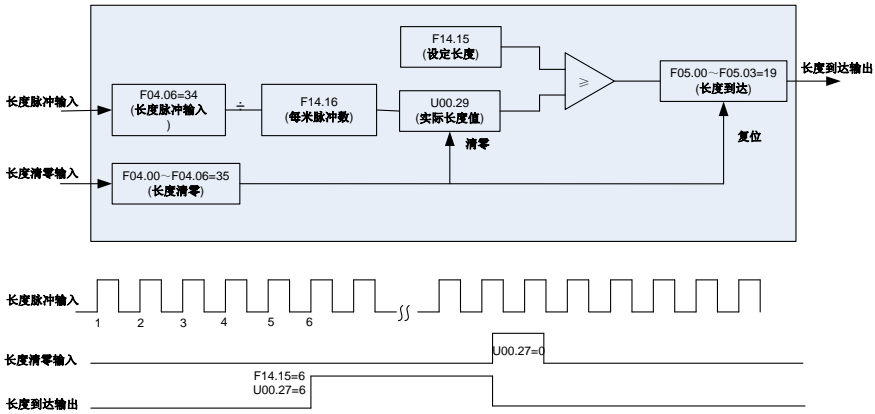 F14.15
(设定长度)
长度脉冲输入
F04.06=34
(长度脉冲输入
)
÷
F14.16
(每米脉冲数)
U00.29
(实际长度值)
≥
F05.00～F05.03=19
(长度到达)
长度到达输出
清零
复位
长度清零输入
F04.00～F04.06=35
(长度清零)
长度脉冲输入
1 2 3 4 5 6
长度清零输入
U00.27=0
F14.15=6
U00.27=6
长度到达输出